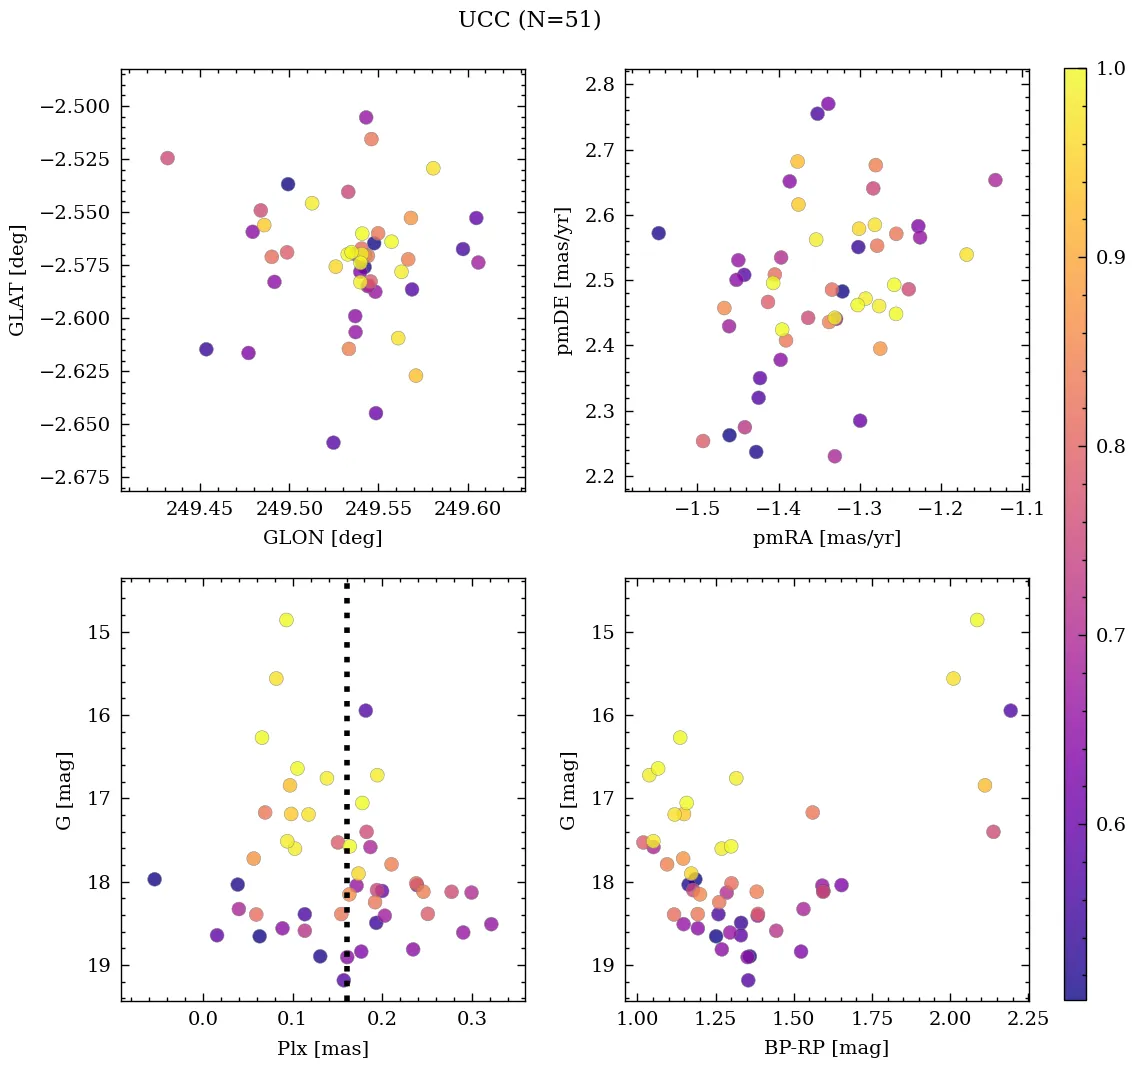 UCC (N=51)
−2.500
−2.525
−2.550
−2.575
−2.600
−2.625
−2.650
−2.675
GLAT [deg]
249.45 249.50 249.55 249.60
GLON [deg]
2.8
2.7
2.6
2.5
2.4
2.3
2.2
pmDE [mas/yr]
−1.5 −1.4 −1.3 −1.2 −1.1
pmRA [mas/yr]
15
16
17
18
19
G [mag]
0.0 0.1 0.2 0.3
Plx [mas]
15
16
17
18
19
G [mag]
1.00 1.25 1.50 1.75 2.00 2.25
BP-RP [mag]
1.0
0.9
0.8
0.7
0.6